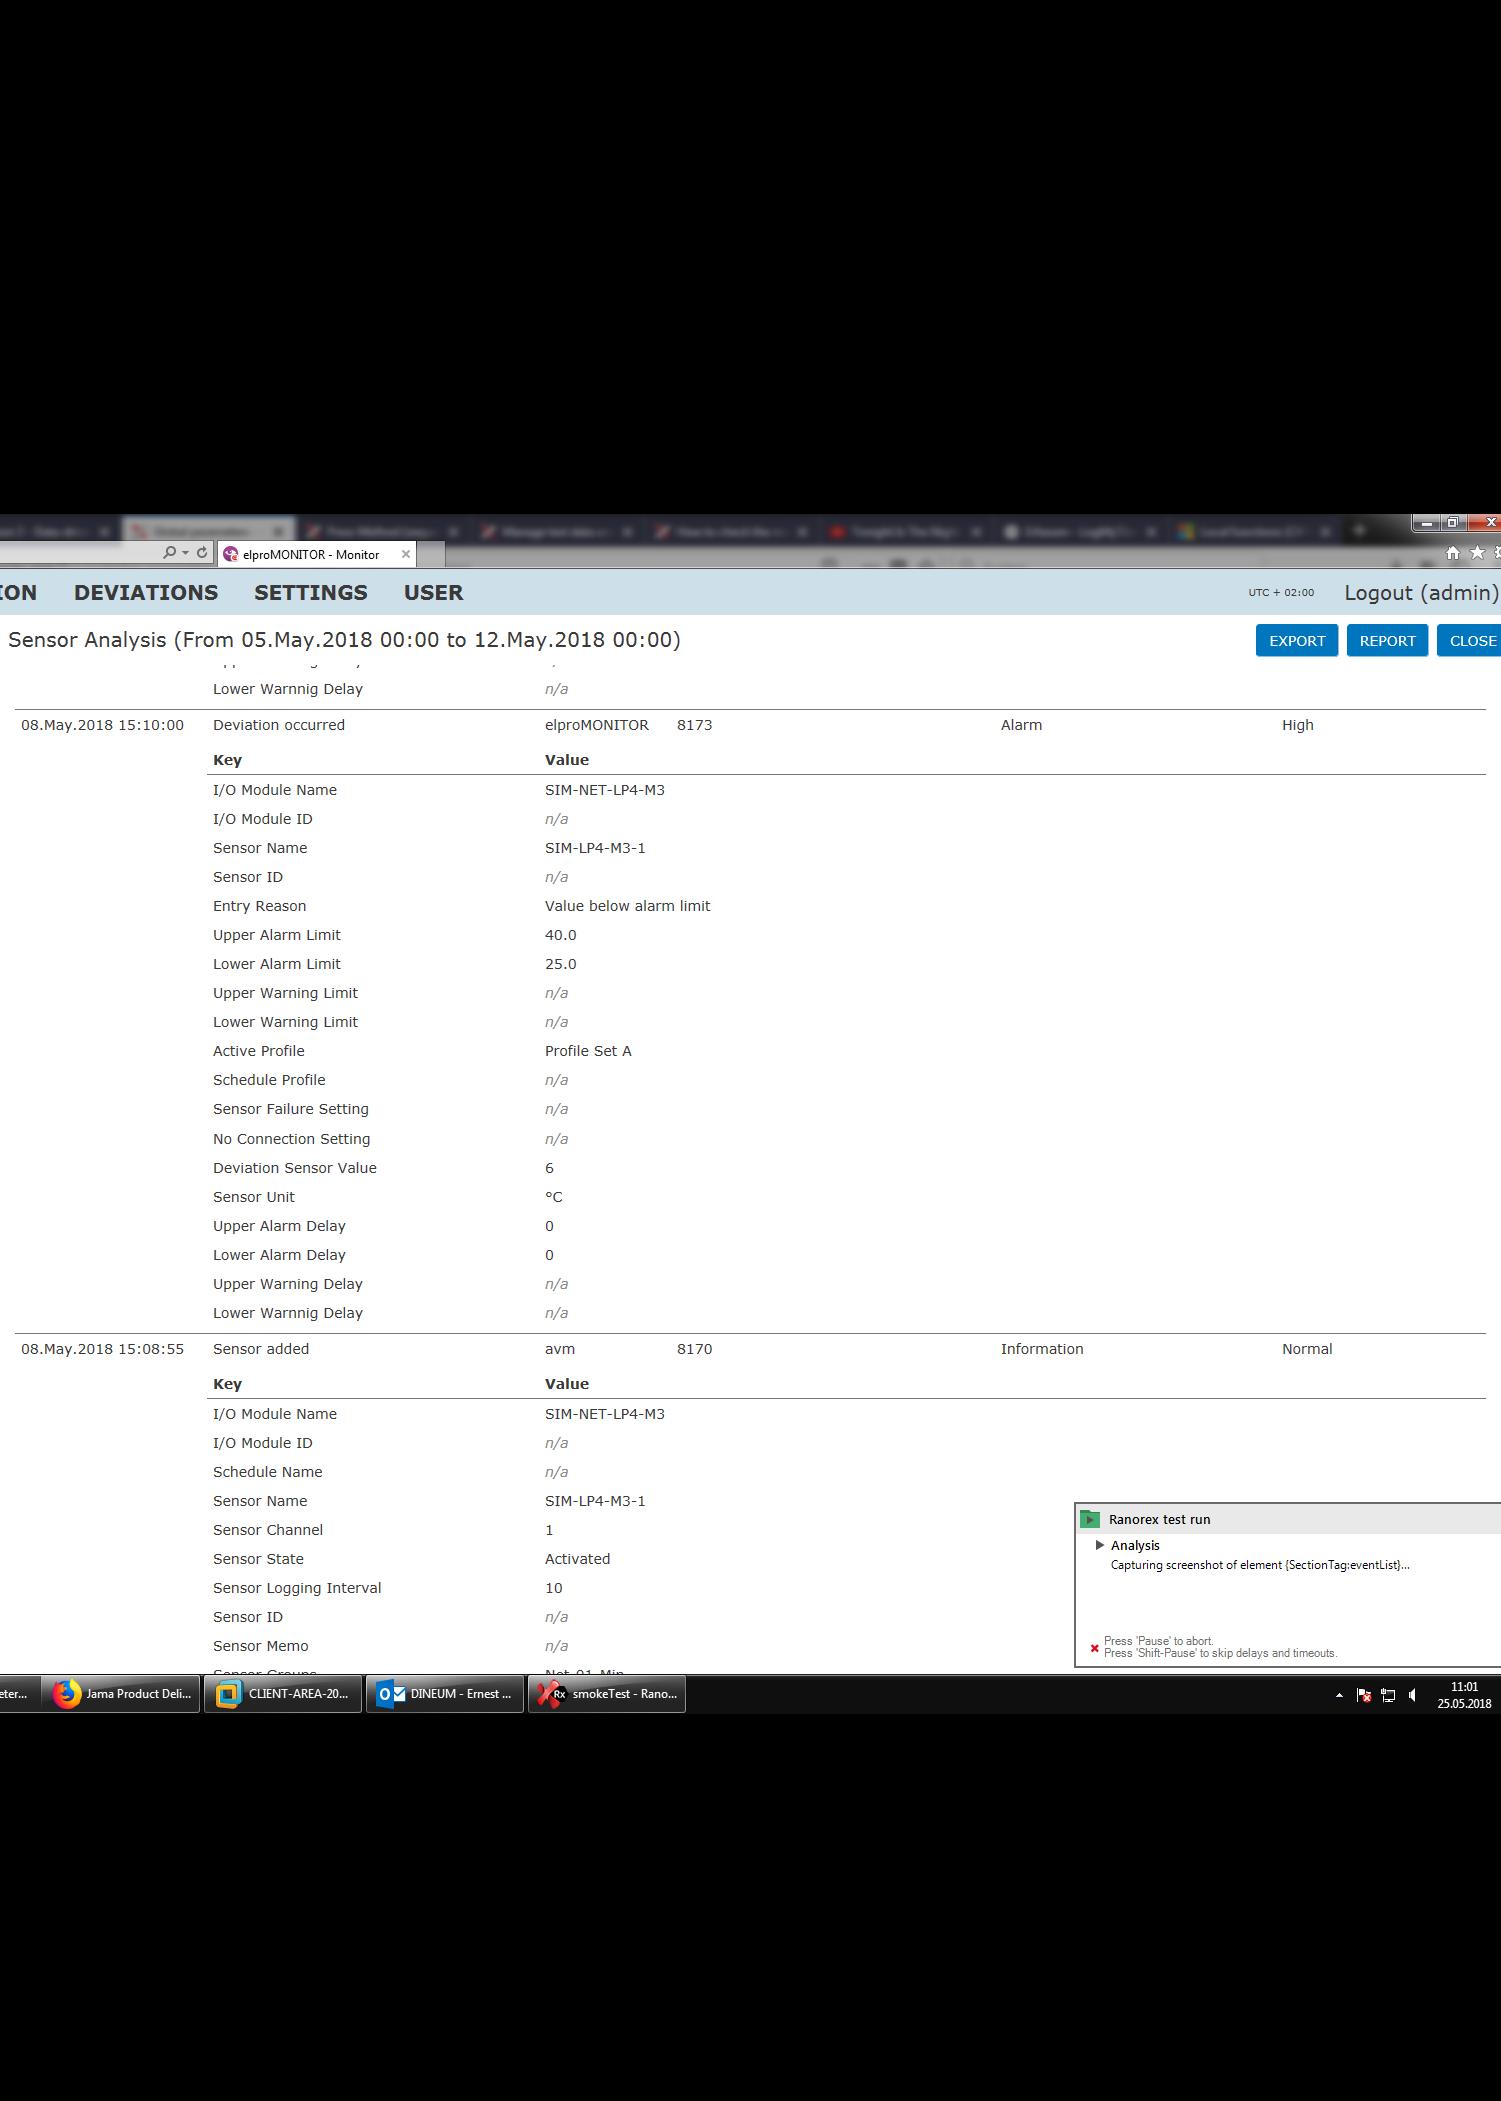 elproMONITOR - Monitor
ION DEVIATIONS SETTINGS USER UTC + 02:00 Logout (admin)
Sensor Analysis (From 05.May.2018 00:00 to 12.May.2018 00:00) EXPORT REPORT CLOSE
Lower Warnnig Delay n/a
08.May.2018 15:10:00 Deviation occurred elproMONITOR 8173 Alarm High
Key Value
I/O Module Name SIM-NET-LP4-M3
I/O Module ID n/a
Sensor Name SIM-LP4-M3-1
Sensor ID n/a
Entry Reason Value below alarm limit
Upper Alarm Limit 40.0
Lower Alarm Limit 25.0
Upper Warning Limit n/a
Lower Warning Limit n/a
Active Profile Profile Set A
Schedule Profile n/a
Sensor Failure Setting n/a
No Connection Setting n/a
Deviation Sensor Value 6
Sensor Unit °C
Upper Alarm Delay 0
Lower Alarm Delay 0
Upper Warning Delay n/a
Lower Warnnig Delay n/a
08.May.2018 15:08:55 Sensor added avm 8170 Information Normal
Key Value
I/O Module Name SIM-NET-LP4-M3
I/O Module ID n/a
Schedule Name n/a
Sensor Name SIM-LP4-M3-1
Sensor Channel 1
Sensor State Activated
Sensor Logging Interval 10
Sensor ID n/a
Sensor Memo n/a
Sensor Groups Net-01-Min
Ranorex test run
Analysis
Capturing screenshot of element {SectionTag:eventList}...
Press 'Pause' to abort.
Press 'Shift-Pause' to skip delays and timeouts.
eter... Jama Product Deli... CLIENT-AREA-20... DINEUM - Ernest ... smokeTest - Rano... 11:01
25.05.2018